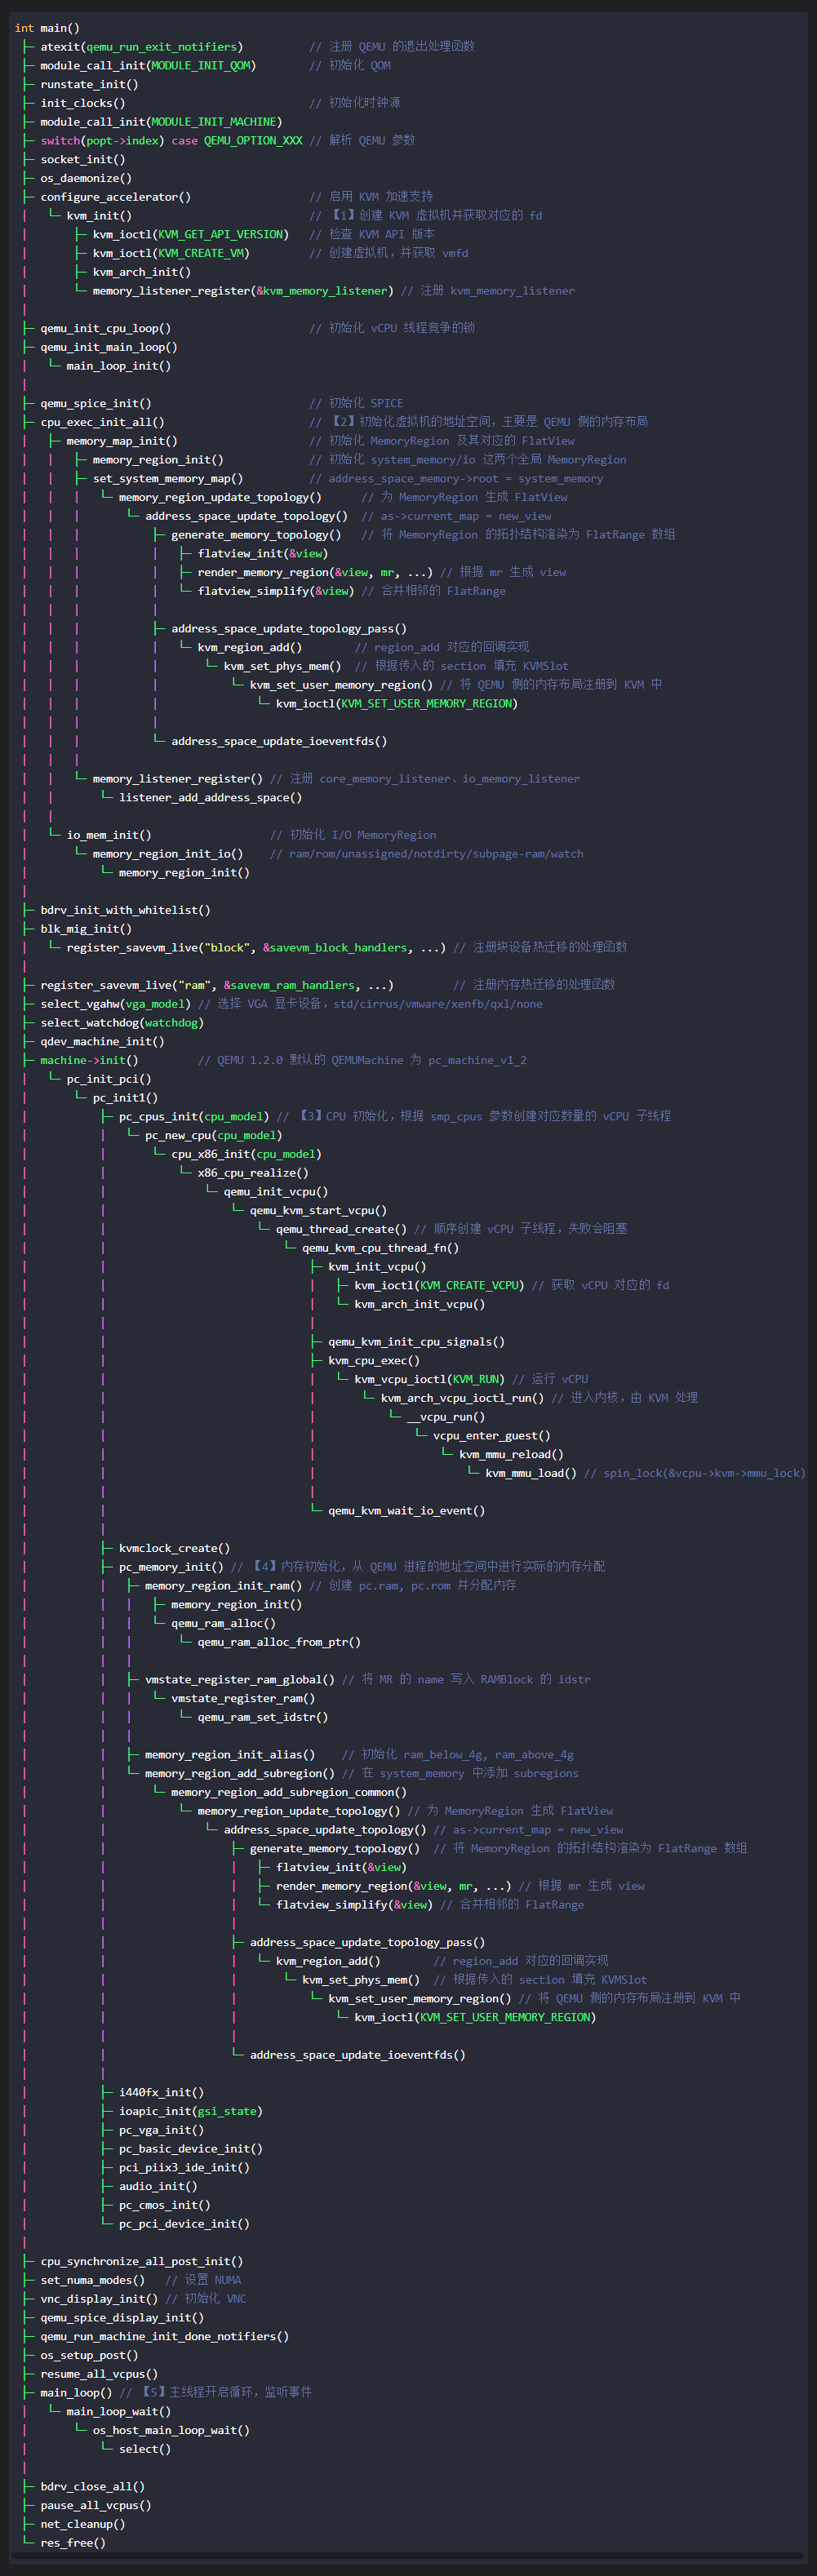 int main()
├─ atexit(qemu_run_exit_notifiers) // 注册 QEMU 的退出处理函数
├─ module_call_init(MODULE_INIT_QOM) // 初始化 QOM
├─ runstate_init()
├─ init_clocks() // 初始化时钟源
├─ module_call_init(MODULE_INIT_MACHINE)
├─ switch(popt->index) case QEMU_OPTION_XXX // 解析 QEMU 参数
├─ socket_init()
├─ os_daemonize()
├─ configure_accelerator() // 启用 KVM 加速支持
| └─ kvm_init() // 【1】创建 KVM 虚拟机并获取对应的 fd
| ├─ kvm_ioctl(KVM_GET_API_VERSION) // 检查 KVM API 版本
| ├─ kvm_ioctl(KVM_CREATE_VM) // 创建虚拟机，并获取 vmfd
| ├─ kvm_arch_init()
| └─ memory_listener_register(&kvm_memory_listener) // 注册 kvm_memory_listener
|
├─ qemu_init_cpu_loop() // 初始化 vCPU 线程竞争的锁
├─ qemu_init_main_loop()
| └─ main_loop_init()
|
├─ qemu_spice_init() // 初始化 SPICE
├─ cpu_exec_init_all() // 【2】初始化虚拟机的地址空间，主要是 QEMU 侧的内存布局
| ├─ memory_map_init() // 初始化 MemoryRegion 及其对应的 FlatView
| | ├─ memory_region_init() // 初始化 system_memory/io 这两个全局 MemoryRegion
| | ├─ set_system_memory_map() // address_space_memory->root = system_memory
| | | └─ memory_region_update_topology() // 为 MemoryRegion 生成 FlatView
| | | └─ address_space_update_topology() // as->current_map = new_view
| | | ├─ generate_memory_topology() // 将 MemoryRegion 的拓扑结构渲染为 FlatRange 数组
| | | | ├─ flatview_init(&view)
| | | | ├─ render_memory_region(&view, mr, ...) // 根据 mr 生成 view
| | | | └─ flatview_simplify(&view) // 合并相邻的 FlatRange
| | | |
| | | ├─ address_space_update_topology_pass()
| | | | └─ kvm_region_add() // region_add 对应的回调实现
| | | | └─ kvm_set_phys_mem() // 根据传入的 section 填充 KVMSlot
| | | | └─ kvm_set_user_memory_region() // 将 QEMU 侧的内存布局注册到 KVM 中
| | | | └─ kvm_ioctl(KVM_SET_USER_MEMORY_REGION)
| | | |
| | | └─ address_space_update_ioeventfds()
| | |
| | └─ memory_listener_register() // 注册 core_memory_listener、io_memory_listener
| | └─ listener_add_address_space()
| |
| └─ io_mem_init() // 初始化 I/O MemoryRegion
| └─ memory_region_init_io() // ram/rom/unassigned/notdirty/subpage-ram/watch
| └─ memory_region_init()
|
├─ bdrv_init_with_whitelist()
├─ blk_mig_init()
| └─ register_savevm_live("block", &savevm_block_handlers, ...) // 注册块设备热迁移的处理函数
|
├─ register_savevm_live("ram", &savevm_ram_handlers, ...) // 注册内存热迁移的处理函数
├─ select_vgahw(vga_model) // 选择 VGA 显卡设备，std/cirrus/vmware/xenfb/qxl/none
├─ select_watchdog(watchdog)
├─ qdev_machine_init()
├─ machine->init() // QEMU 1.2.0 默认的 QEMUMachine 为 pc_machine_v1_2
| └─ pc_init_pci()
| └─ pc_init1()
| ├─ pc_cpus_init(cpu_model) // 【3】CPU 初始化，根据 smp_cpus 参数创建对应数量的 vCPU 子线程
| | └─ pc_new_cpu(cpu_model)
| | └─ cpu_x86_init(cpu_model)
| | └─ x86_cpu_realize()
| | └─ qemu_init_vcpu()
| | └─ qemu_kvm_start_vcpu()
| | └─ qemu_thread_create() // 顺序创建 vCPU 子线程，失败会阻塞
| | └─ qemu_kvm_cpu_thread_fn()
| | ├─ kvm_init_vcpu()
| | | ├─ kvm_ioctl(KVM_CREATE_VCPU) // 获取 vCPU 对应的 fd
| | | └─ kvm_arch_init_vcpu()
| | |
| | ├─ qemu_kvm_init_cpu_signals()
| | ├─ kvm_cpu_exec()
| | | └─ kvm_vcpu_ioctl(KVM_RUN) // 运行 vCPU
| | | └─ kvm_arch_vcpu_ioctl_run() // 进入内核，由 KVM 处理
| | | └─ __vcpu_run()
| | | └─ vcpu_enter_guest()
| | | └─ kvm_mmu_reload()
| | | └─ kvm_mmu_load() // spin_lock(&vcpu->kvm->mmu_lock)
| | |
| | └─ qemu_kvm_wait_io_event()
| |
| ├─ kvmclock_create()
| ├─ pc_memory_init() // 【4】内存初始化，从 QEMU 进程的地址空间中进行实际的内存分配
| | ├─ memory_region_init_ram() // 创建 pc.ram, pc.rom 并分配内存
| | | ├─ memory_region_init()
| | | └─ qemu_ram_alloc()
| | | └─ qemu_ram_alloc_from_ptr()
| | |
| | ├─ vmstate_register_ram_global() // 将 MR 的 name 写入 RAMBlock 的 idstr
| | | └─ vmstate_register_ram()
| | | └─ qemu_ram_set_idstr()
| | |
| | ├─ memory_region_init_alias() // 初始化 ram_below_4g, ram_above_4g
| | └─ memory_region_add_subregion() // 在 system_memory 中添加 subregions
| | └─ memory_region_add_subregion_common()
| | └─ memory_region_update_topology() // 为 MemoryRegion 生成 FlatView
| | └─ address_space_update_topology() // as->current_map = new_view
| | ├─ generate_memory_topology() // 将 MemoryRegion 的拓扑结构渲染为 FlatRange 数组
| | | ├─ flatview_init(&view)
| | | ├─ render_memory_region(&view, mr, ...) // 根据 mr 生成 view
| | | └─ flatview_simplify(&view) // 合并相邻的 FlatRange
| | |
| | ├─ address_space_update_topology_pass()
| | | └─ kvm_region_add() // region_add 对应的回调实现
| | | └─ kvm_set_phys_mem() // 根据传入的 section 填充 KVMSlot
| | | └─ kvm_set_user_memory_region() // 将 QEMU 侧的内存布局注册到 KVM 中
| | | └─ kvm_ioctl(KVM_SET_USER_MEMORY_REGION)
| | |
| | └─ address_space_update_ioeventfds()
| |
| ├─ i440fx_init()
| ├─ ioapic_init(gsi_state)
| ├─ pc_vga_init()
| ├─ pc_basic_device_init()
| ├─ pci_piix3_ide_init()
| ├─ audio_init()
| ├─ pc_cmos_init()
| └─ pc_pci_device_init()
|
├─ cpu_synchronize_all_post_init()
├─ set_numa_modes() // 设置 NUMA
├─ vnc_display_init() // 初始化 VNC
├─ qemu_spice_display_init()
├─ qemu_run_machine_init_done_notifiers()
├─ os_setup_post()
├─ resume_all_vcpus()
├─ main_loop() // 【5】主线程开启循环，监听事件
| └─ main_loop_wait()
| └─ os_host_main_loop_wait()
| └─ select()
|
├─ bdrv_close_all()
├─ pause_all_vcpus()
├─ net_cleanup()
└─ res_free()